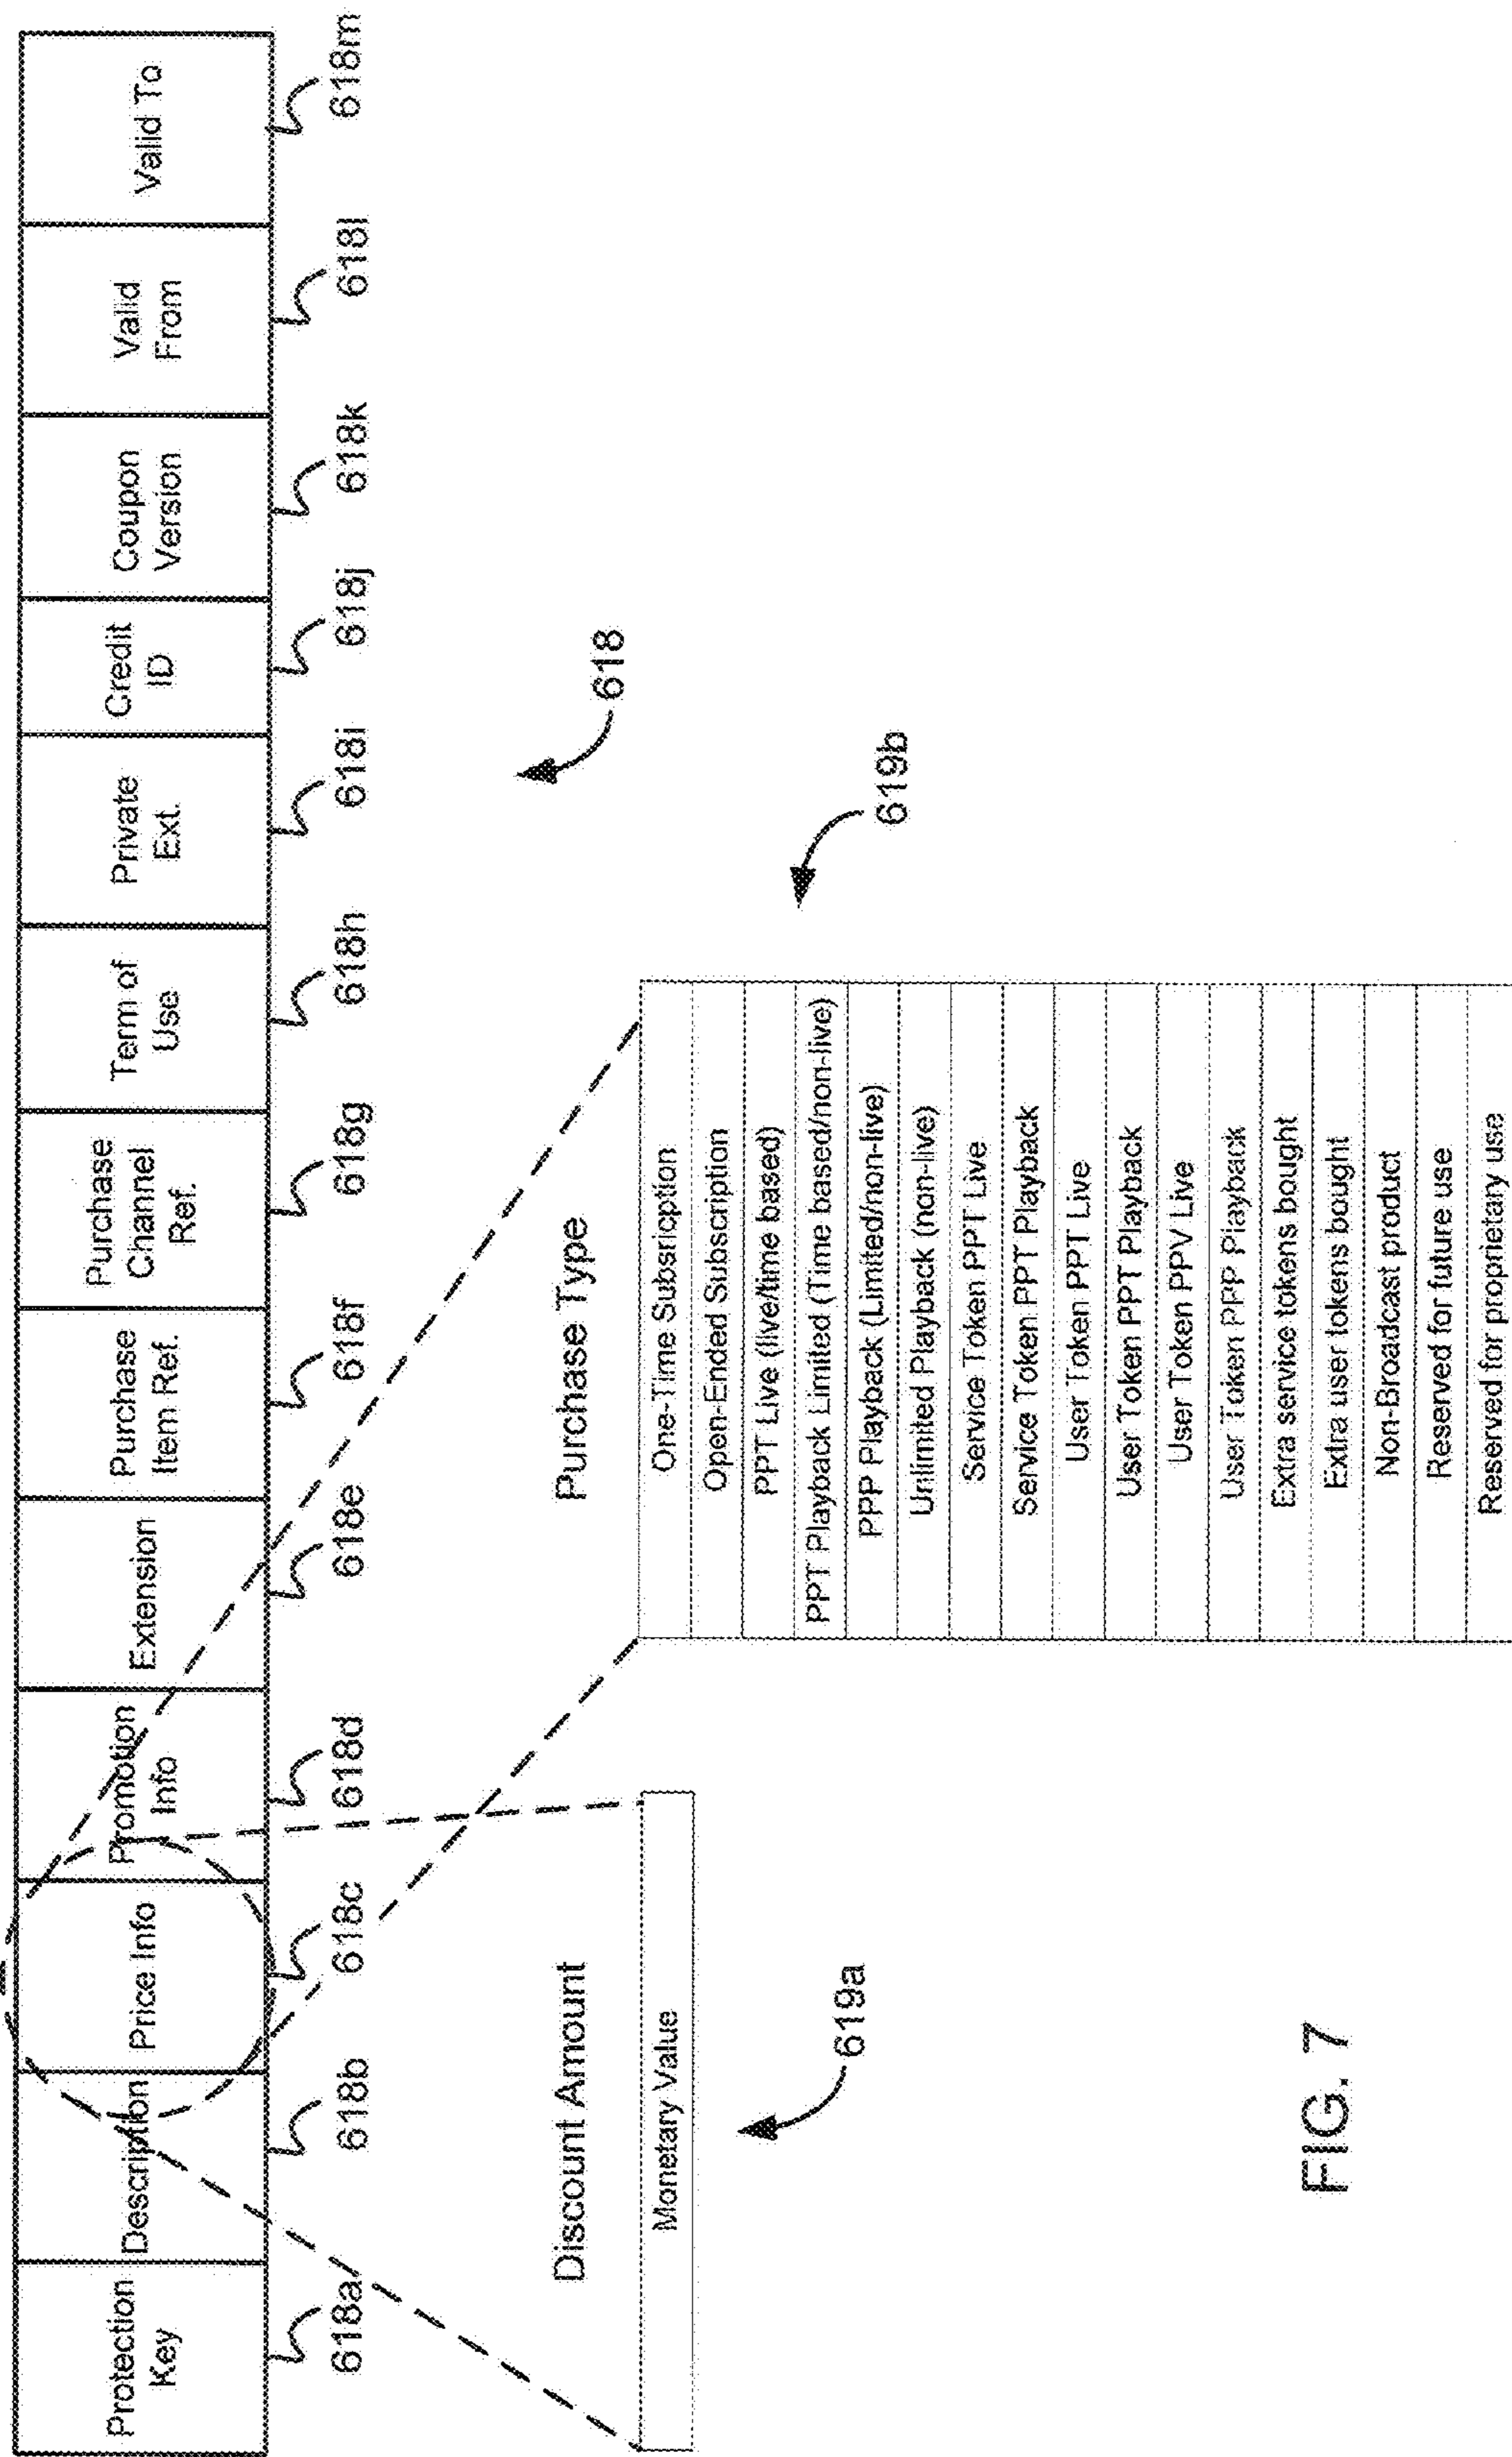 Protection
Key
Description
Price Info
Promotion
Info
Extension
Purchase
Item Ref.
Purchase
Channel
Ref.
Term of
Use
Private
Ext.
Credit
ID
Coupon
Version
Valid
From
Valid To
618a
618b
618c
618d
618e
618f
618g
618h
618i
618j
618k
618l
618m
618
Discount Amount
Monetary Value
619a
Purchase Type
619b
One-Time Subsricption
Open-Ended Subscription
PPT Live (live/time based)
PPT Playback Limited (Time based/non-live)
PPP Playback (Limited/non-live)
Unlimited Playback (non-live)
Service Token PPT Live
Service Token PPT Playback
User Token PPT Live
User Token PPT Playback
User Token PPV Live
User Token PPP Playback
Extra service tokens bought
Extra user tokens bought
Non-Broadcast product
Reserved for future use
Reserved for proprietary use
FIG. 7